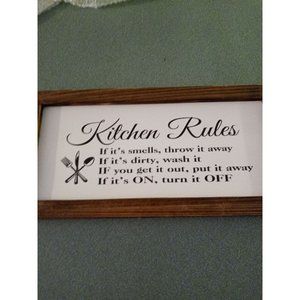 Kitchen Rules
If it's smells, throw it away
If it's dirty, wash it
IF you get it out, put it away
If it's ON, turn it OFF